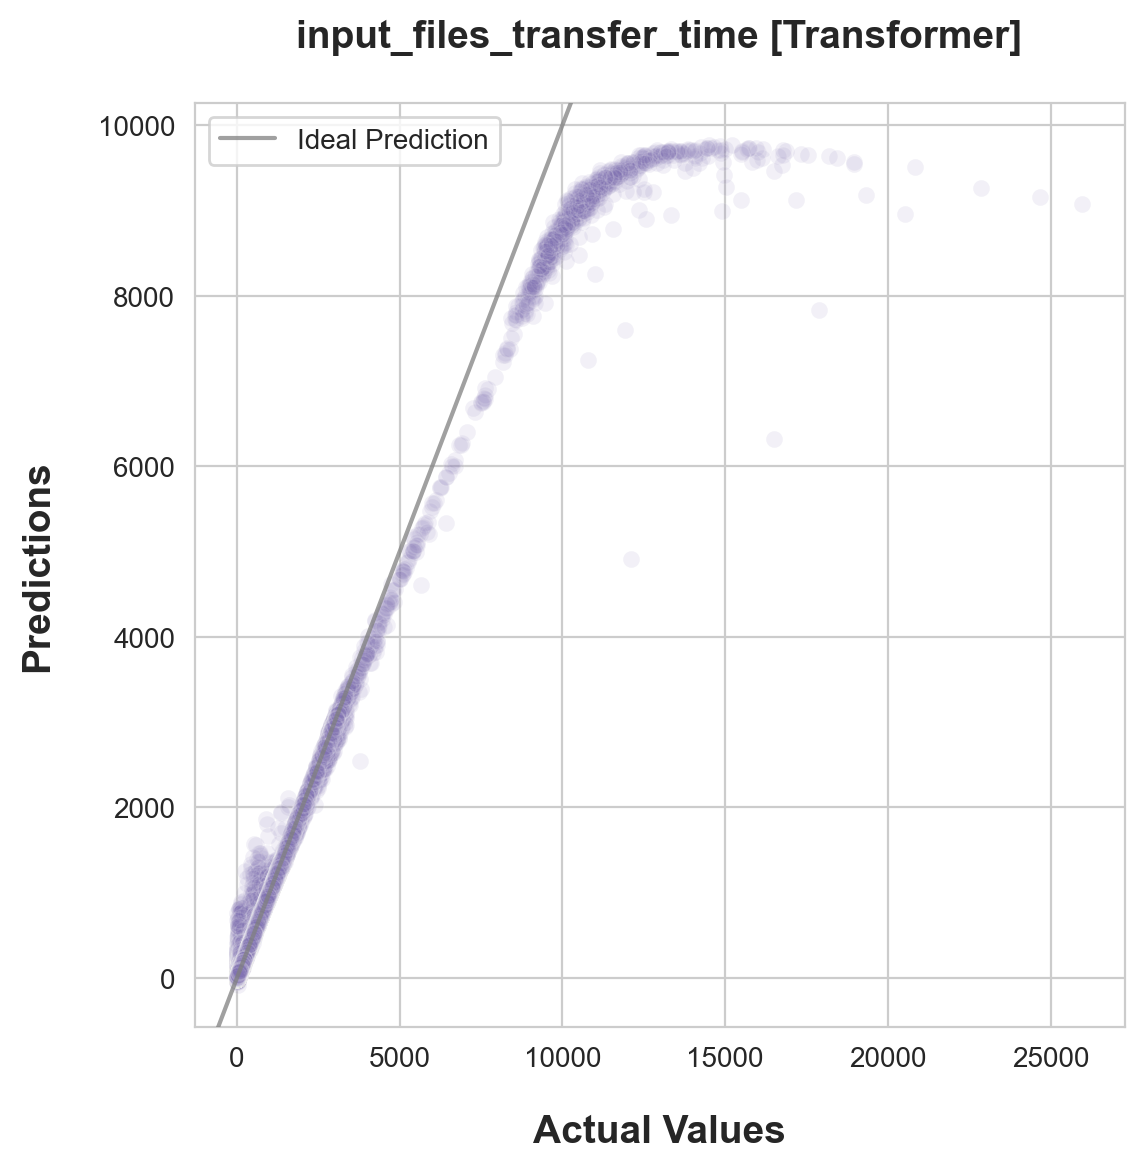 input_files_transfer_time [Transformer]
Ideal Prediction
10000
8000
6000
4000
2000
0
Predictions
0 5000 10000 15000 20000 25000
Actual Values